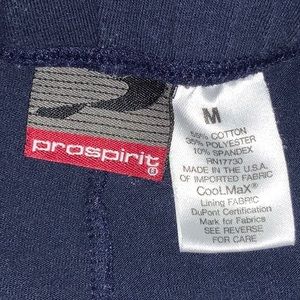 prospirit®
M
55% COTTON
35% POLYESTER
10% SPANDEX
RN17730
MADE IN THE U.S.A.
OF IMPORTED FABRIC
CooLMaX®
Lining FABRIC
DuPont Certification
Mark for Fabrics
SEE REVERSE
FOR CARE